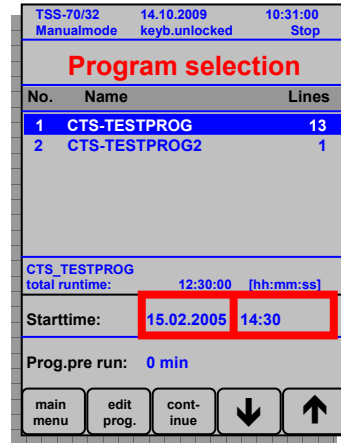 TSS-70/32 14.10.2009 10:31:00
Manualmode keyb.unlocked Stop
Program selection
No. Name Lines
1 CTS-TESTPROG 13
2 CTS-TESTPROG2 1
CTS_TESTPROG
total runtime: 12:30:00 [hh:mm:ss]
Starttime: 15.02.2005 14:30
Prog.pre run: 0 min
main edit cont-
menu prog. inue